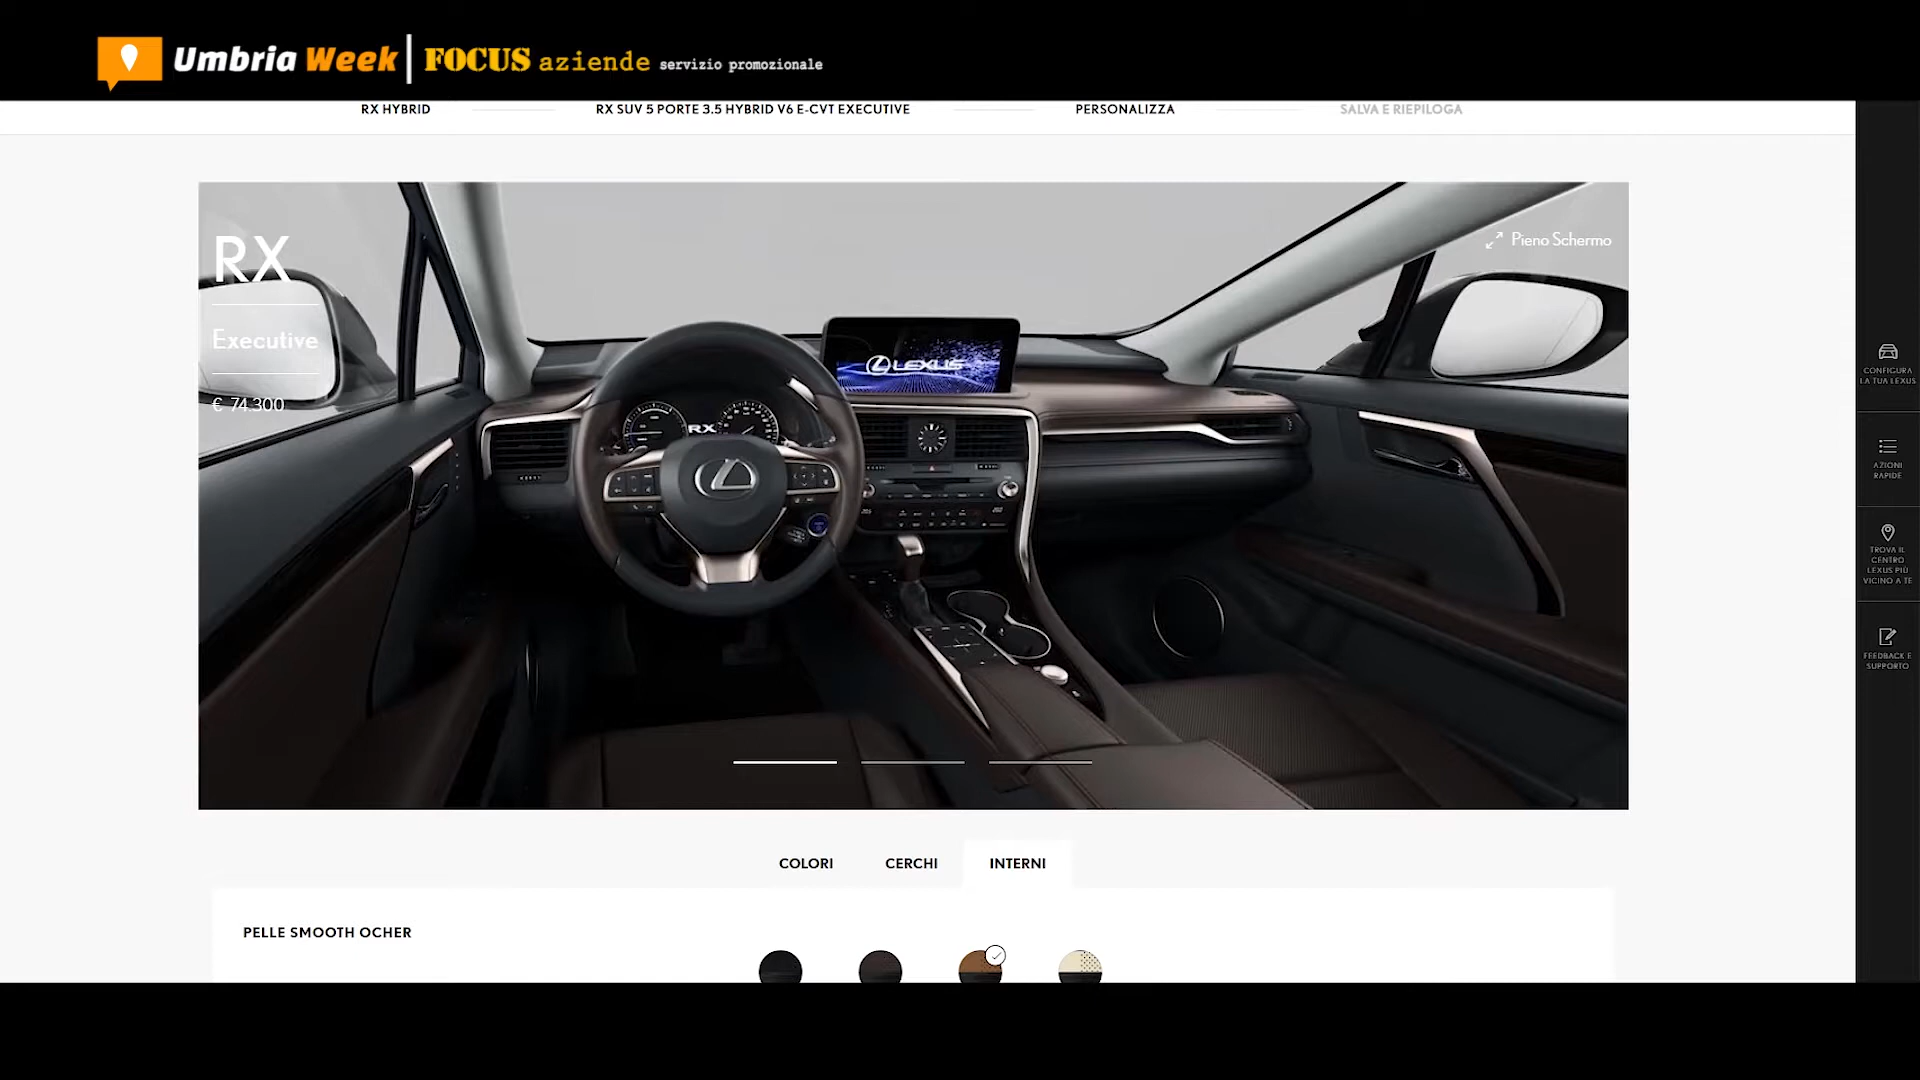 Umbria Week | FOCUS aziende servizio promozionale
RX HYBRID
RX SUV 5 PORTE 3.5 HYBRID V6 E-CVT EXECUTIVE
PERSONALIZZA
SALVA E RIEPILOGA
RX
Executive
€ 74.300
Pieno Schermo
LEXUS
RX
CONFIGURA
LA TUA LEXUS
AZIONI
RAPIDE
TROVA IL
CENTRO
LEXUS PIÙ
VICINO A TE
FEEDBACK E
SUPPORTO
COLORI
CERCHI
INTERNI
PELLE SMOOTH OCHER